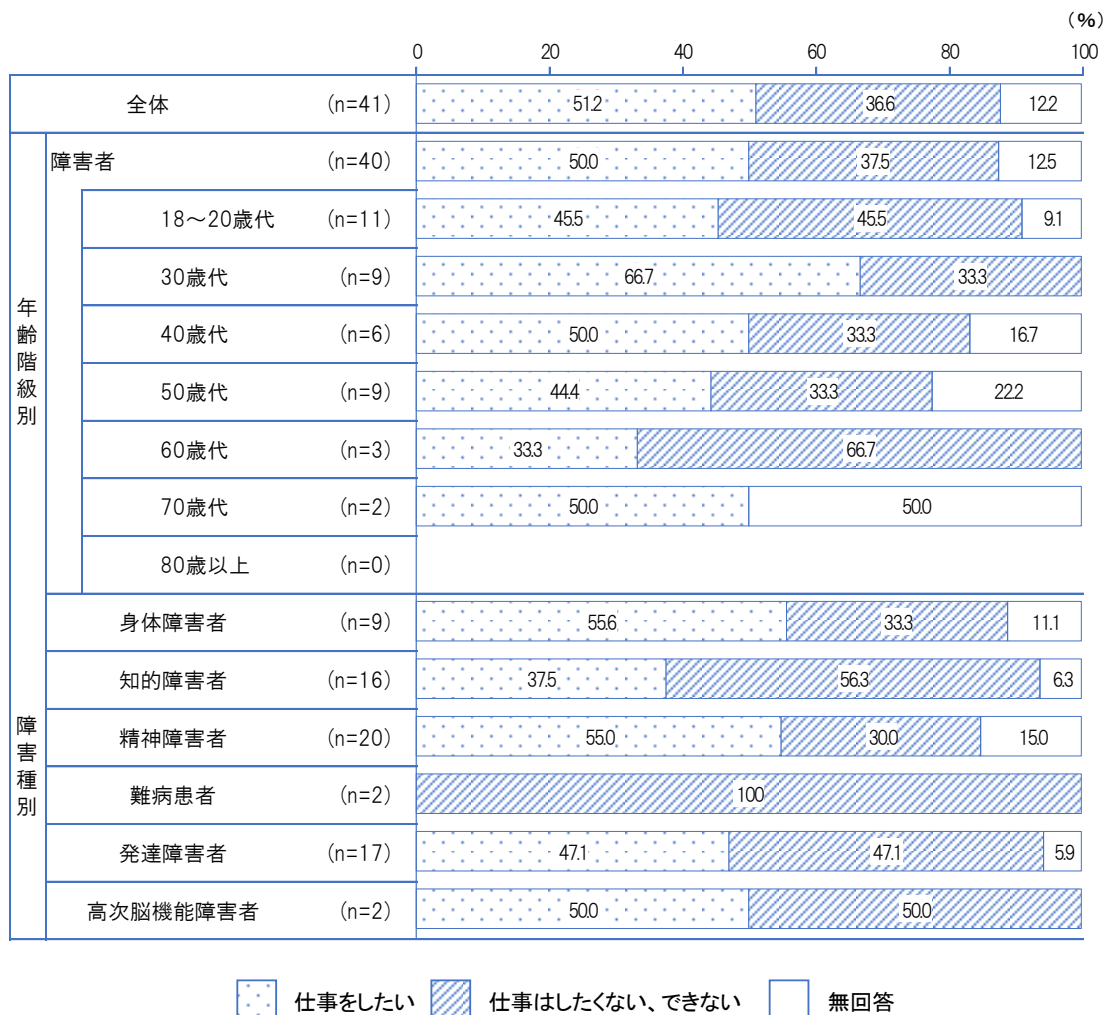 (%)
0 20 40 60 80 100
全体 (n=41) 51.2 36.6 12.2
障害者 (n=40) 50.0 37.5 12.5
18～20歳代 (n=11) 45.5 45.5 9.1
30歳代 (n=9) 66.7 33.3
40歳代 (n=6) 50.0 33.3 16.7
50歳代 (n=9) 44.4 33.3 22.2
60歳代 (n=3) 33.3 66.7
70歳代 (n=2) 50.0 50.0
80歳以上 (n=0)
年齢階級別
身体障害者 (n=9) 55.6 33.3 11.1
知的障害者 (n=16) 37.5 56.3 6.3
精神障害者 (n=20) 55.0 30.0 15.0
難病患者 (n=2) 100
発達障害者 (n=17) 47.1 47.1 5.9
高次脳機能障害者 (n=2) 50.0 50.0
障害種別
仕事をしたい 仕事はしたくない、できない 無回答